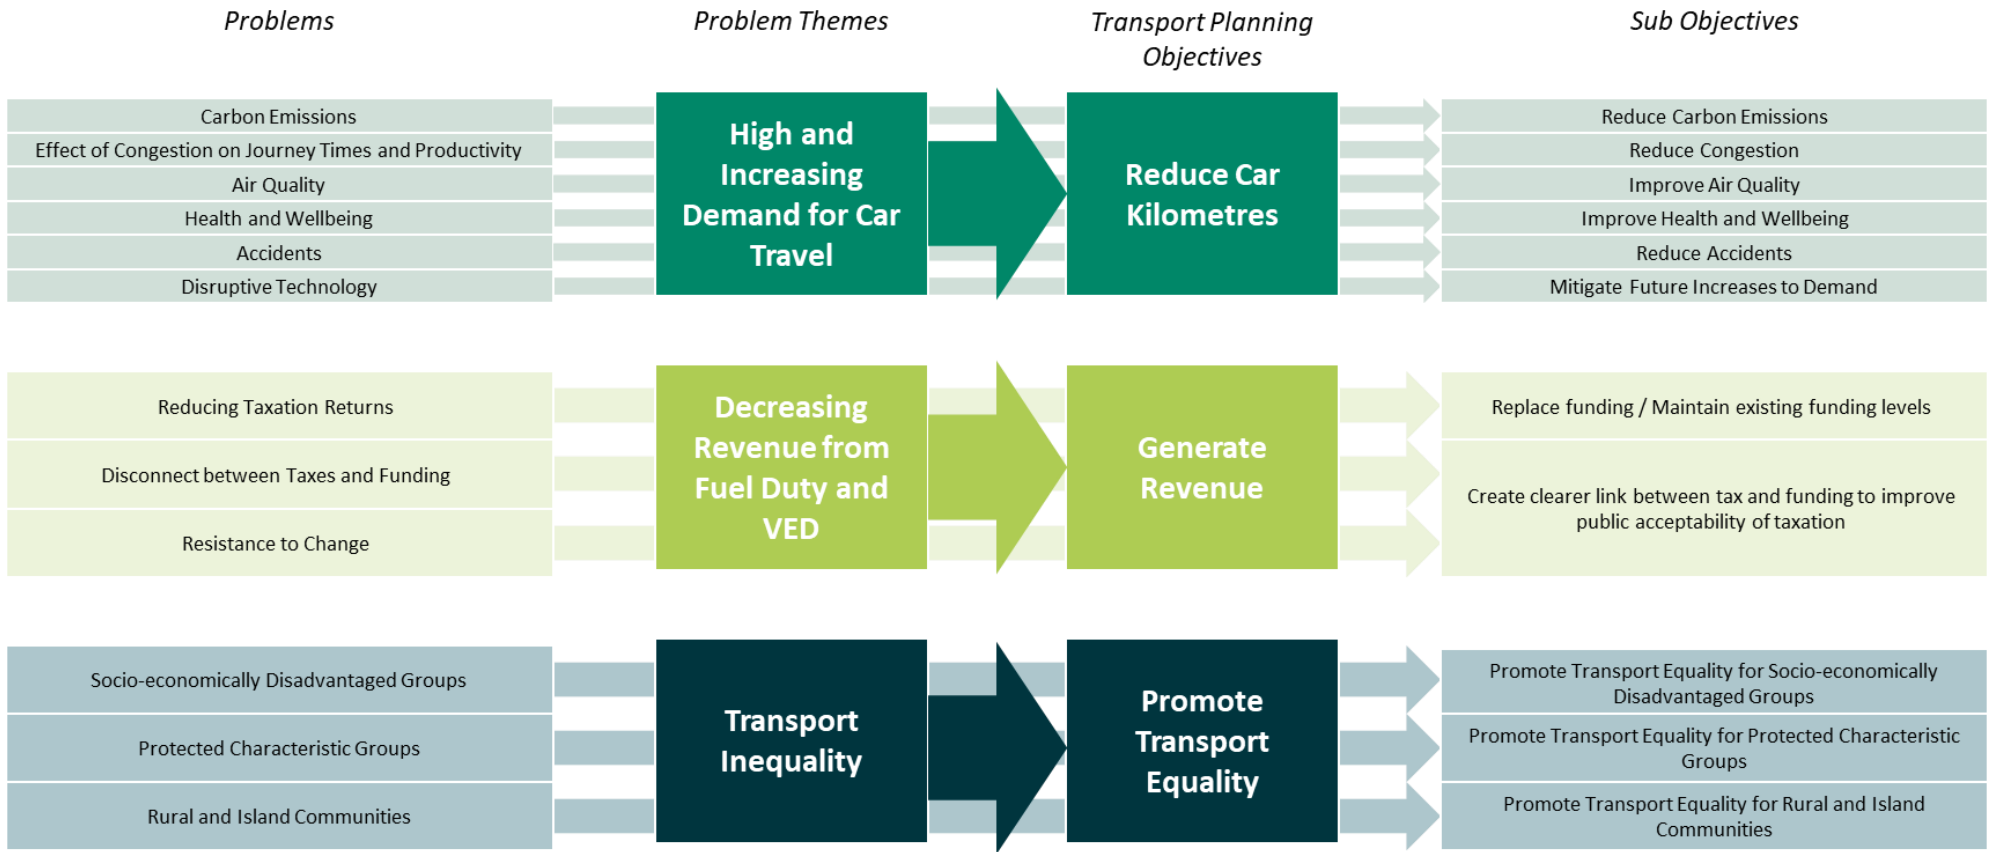 Problems
Problem Themes
Transport Planning
Objectives
Sub Objectives
Carbon Emissions
Effect of Congestion on Journey Times and Productivity
Air Quality
Health and Wellbeing
Accidents
Disruptive Technology
High and
Increasing
Demand for Car
Travel
Reduce Car
Kilometres
Reduce Carbon Emissions
Reduce Congestion
Improve Air Quality
Improve Health and Wellbeing
Reduce Accidents
Mitigate Future Increases to Demand
Reducing Taxation Returns
Disconnect between Taxes and Funding
Resistance to Change
Decreasing
Revenue from
Fuel Duty and
VED
Generate
Revenue
Replace funding / Maintain existing funding levels
Create clearer link between tax and funding to improve
public acceptability of taxation
Socio-economically Disadvantaged Groups
Protected Characteristic Groups
Rural and Island Communities
Transport
Inequality
Promote
Transport
Equality
Promote Transport Equality for Socio-economically
Disadvantaged Groups
Promote Transport Equality for Protected Characteristic
Groups
Promote Transport Equality for Rural and Island
Communities